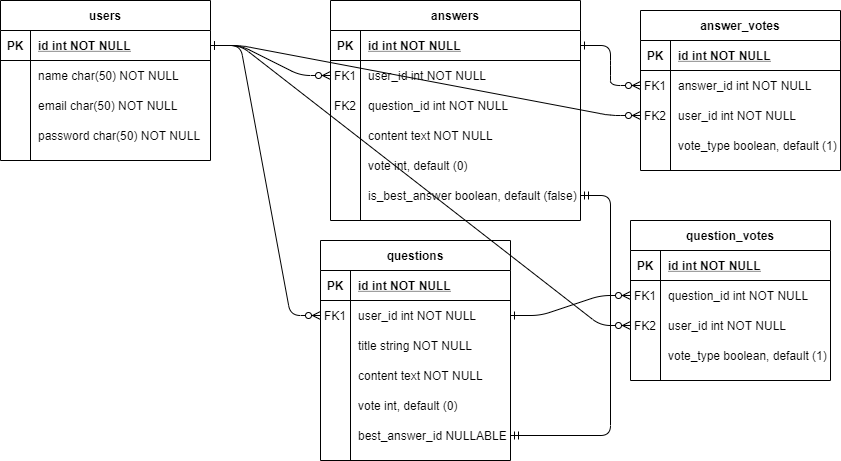 users
PK id int NOT NULL
name char(50) NOT NULL
email char(50) NOT NULL
password char(50) NOT NULL
answers
PK id int NOT NULL
FK1 user_id int NOT NULL
FK2 question_id int NOT NULL
content text NOT NULL
vote int, default (0)
is_best_answer boolean, default (false)
answer_votes
PK id int NOT NULL
FK1 answer_id int NOT NULL
FK2 user_id int NOT NULL
vote_type boolean, default (1)
questions
PK id int NOT NULL
FK1 user_id int NOT NULL
title string NOT NULL
content text NOT NULL
vote int, default (0)
best_answer_id NULLABLE
question_votes
PK id int NOT NULL
FK1 question_id int NOT NULL
FK2 user_id int NOT NULL
vote_type boolean, default (1)